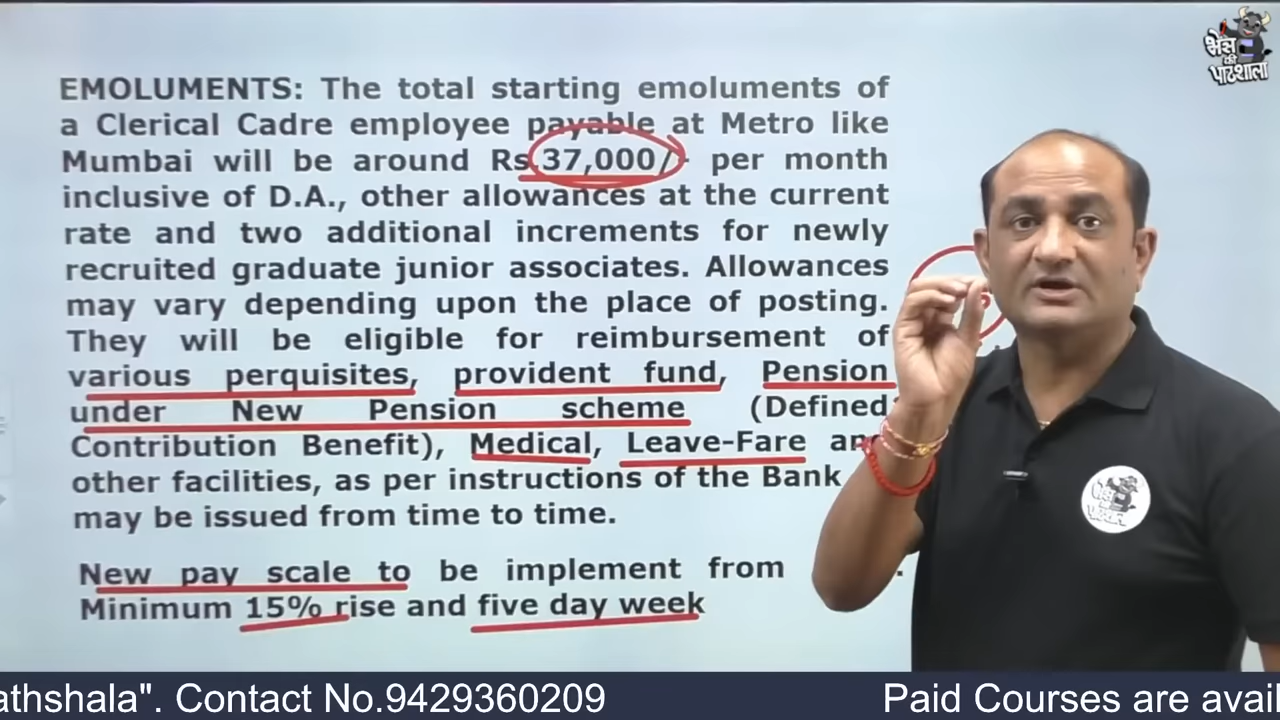 भैंस
की
पाठशाला
EMOLUMENTS: The total starting emoluments of
a Clerical Cadre employee payable at Metro like
Mumbai will be around Rs.37,000/- per month
inclusive of D.A., other allowances at the current
rate and two additional increments for newly
recruited graduate junior associates. Allowances
may vary depending upon the place of posting.
They will be eligible for reimbursement of
various perquisites, provident fund, Pension
under New Pension scheme (Defined
Contribution Benefit), Medical, Leave-Fare
other facilities, as per instructions of the Bank
may be issued from time to time.
New pay scale to be implement from
Minimum 15% rise and five day week
athshala". Contact No.9429360209 Paid Courses are avail